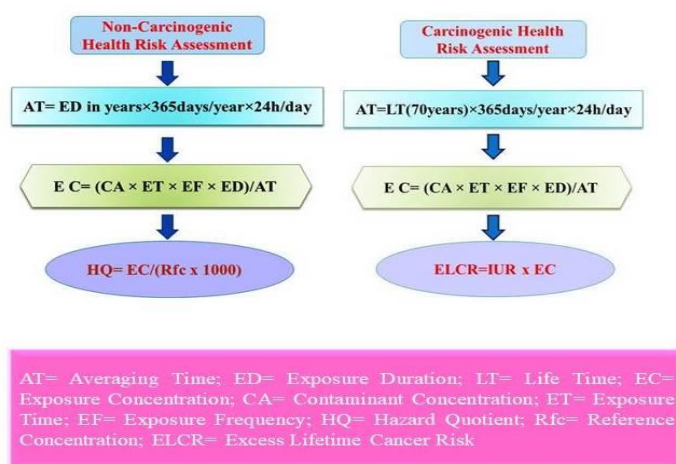 Non-Carcinogenic
Health Risk Assessment
AT= ED in years×365days/year×24h/day
E C= (CA × ET × EF × ED)/AT
HQ= EC/(Rfc x 1000)
Carcinogenic Health
Risk Assessment
AT=LT(70years)×365days/year×24h/day
E C= (CA × ET × EF × ED)/AT
ELCR=IUR x EC
AT= Averaging Time; ED= Exposure Duration; LT= Life Time; EC=
Exposure Concentration; CA= Contaminant Concentration; ET= Exposure
Time; EF= Exposure Frequency; HQ= Hazard Quotient; Rfc= Reference
Concentration; ELCR= Excess Lifetime Cancer Risk